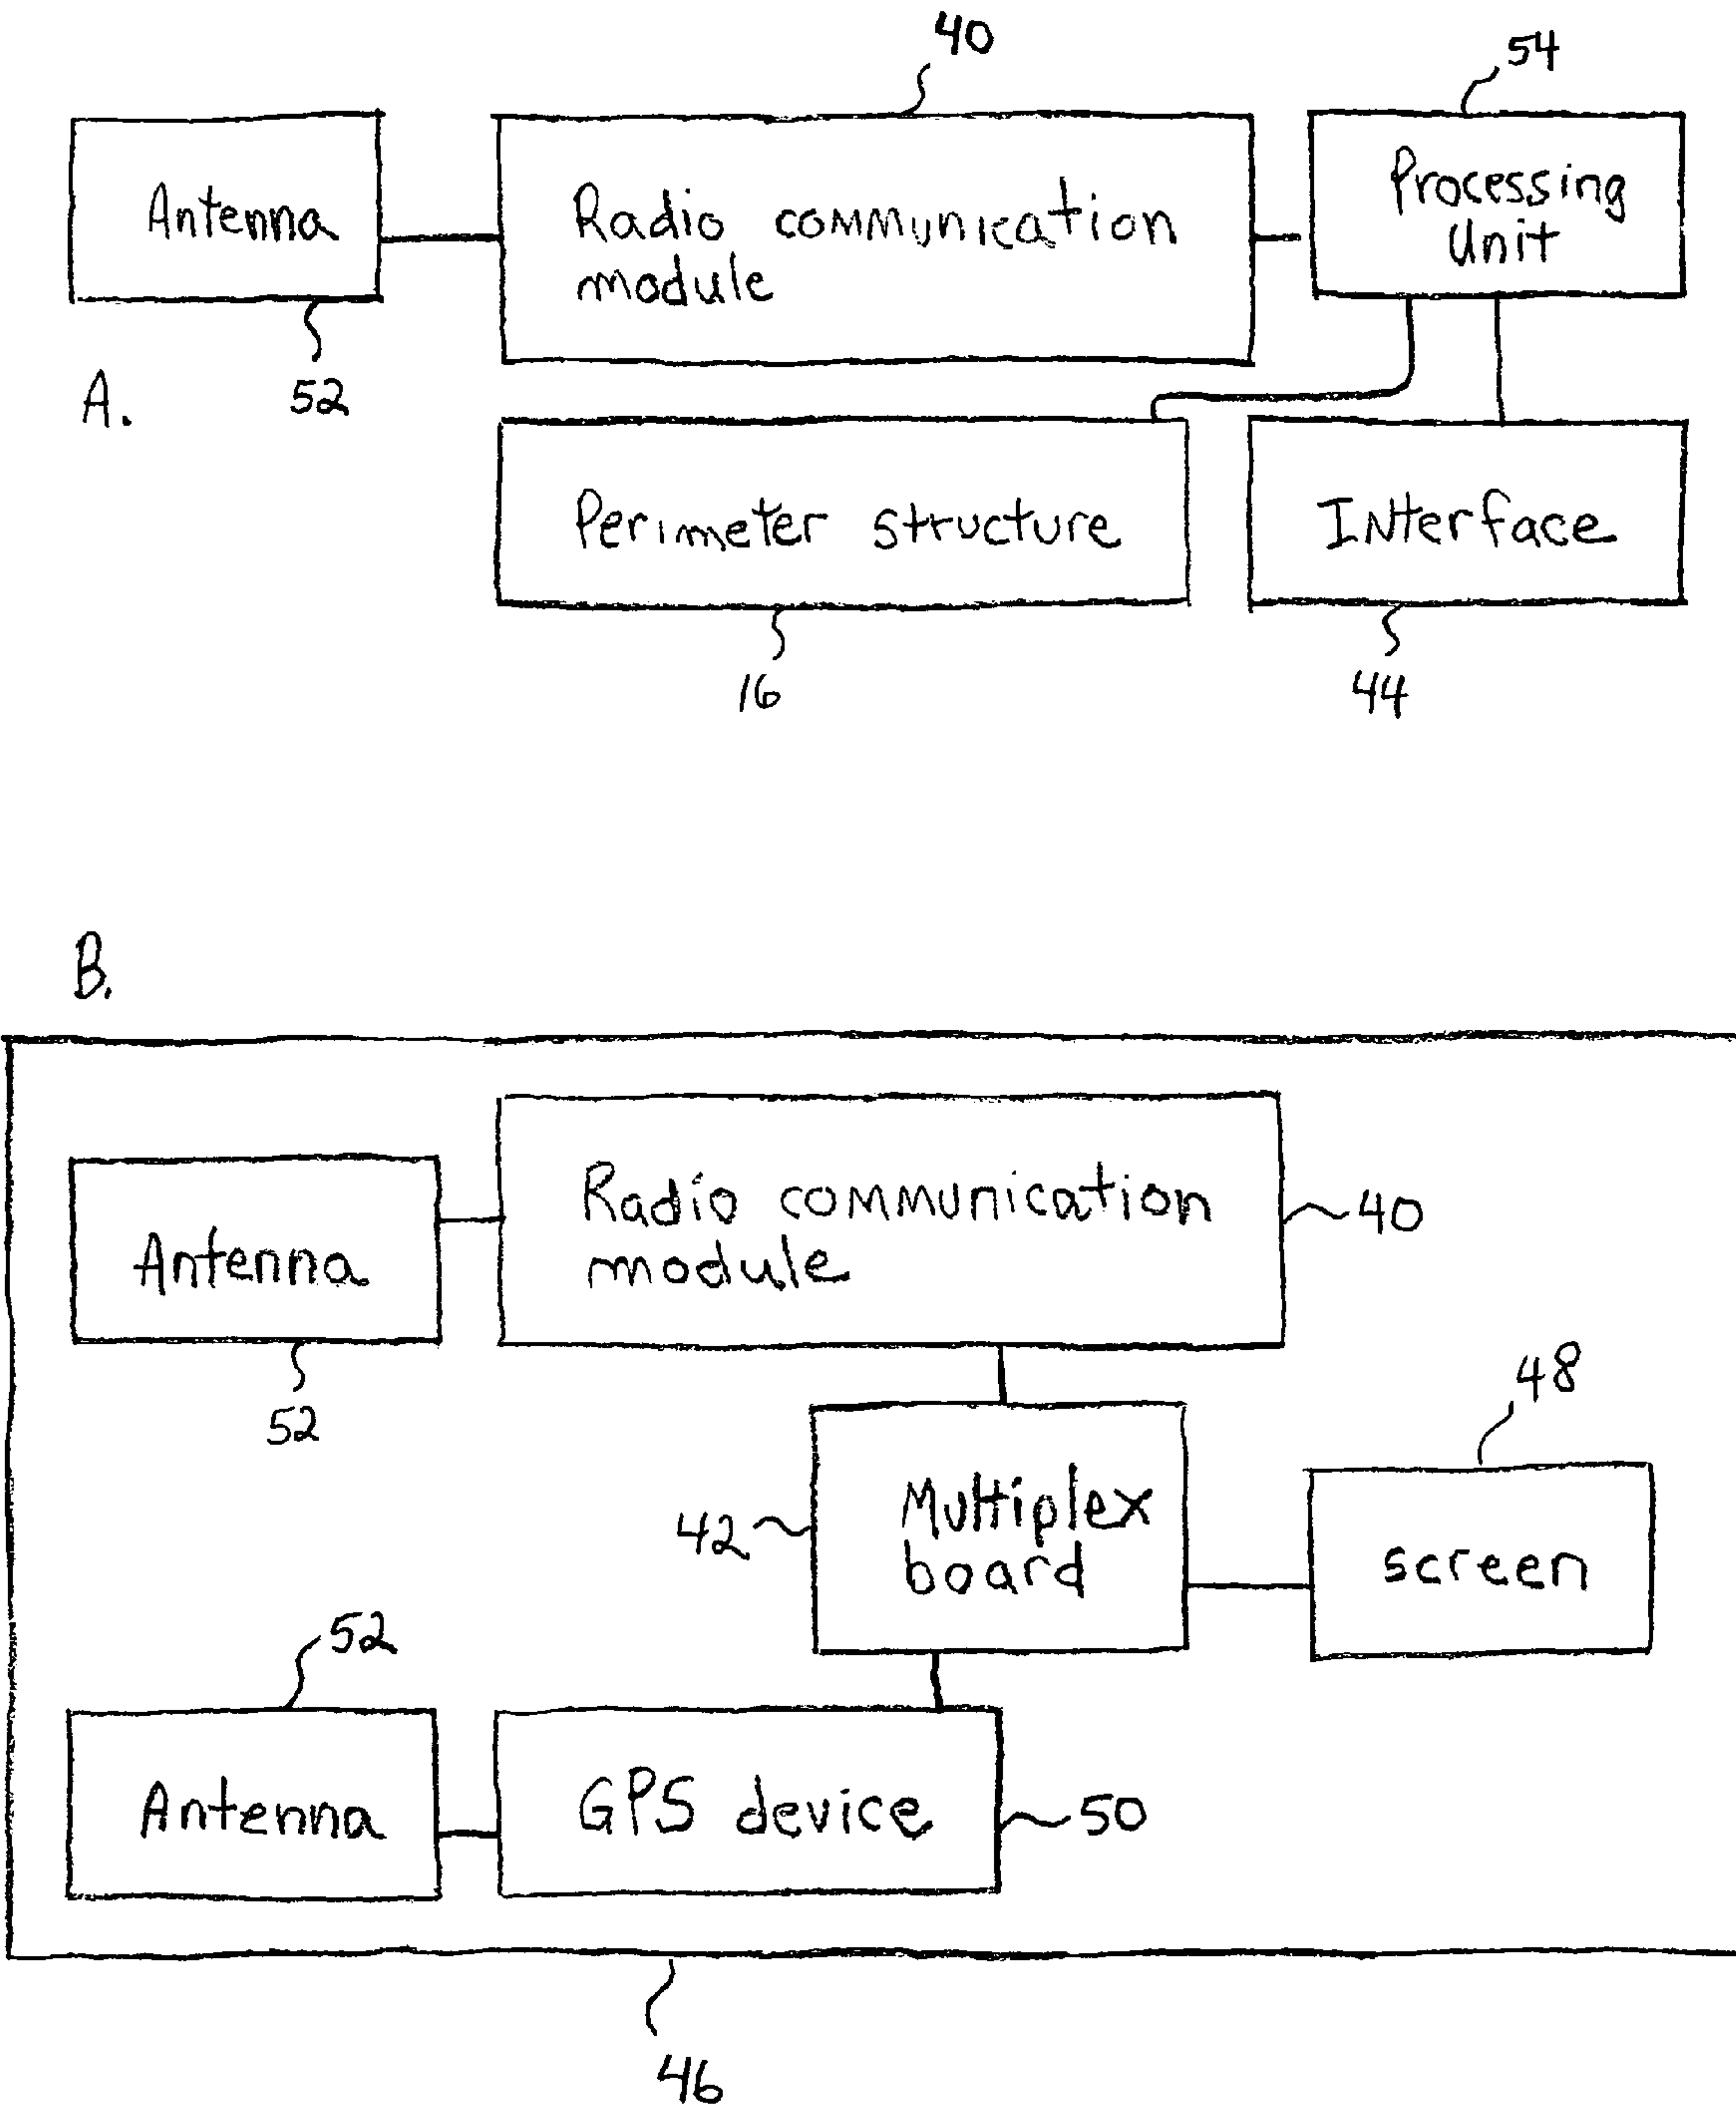 40
54
Antenna
Radio communication
module
Processing
Unit
A.
52
Perimeter structure
Interface
16
44
B.
Radio communication
module
40
Antenna
52
48
42
Multiplex
board
screen
52
Antenna
GPS device
50
46